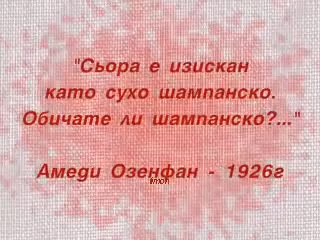 "Сьора е изискан
като сухо шампанско.
Обичате ли шампанско?..."
Амеди Озенфан - 1926г